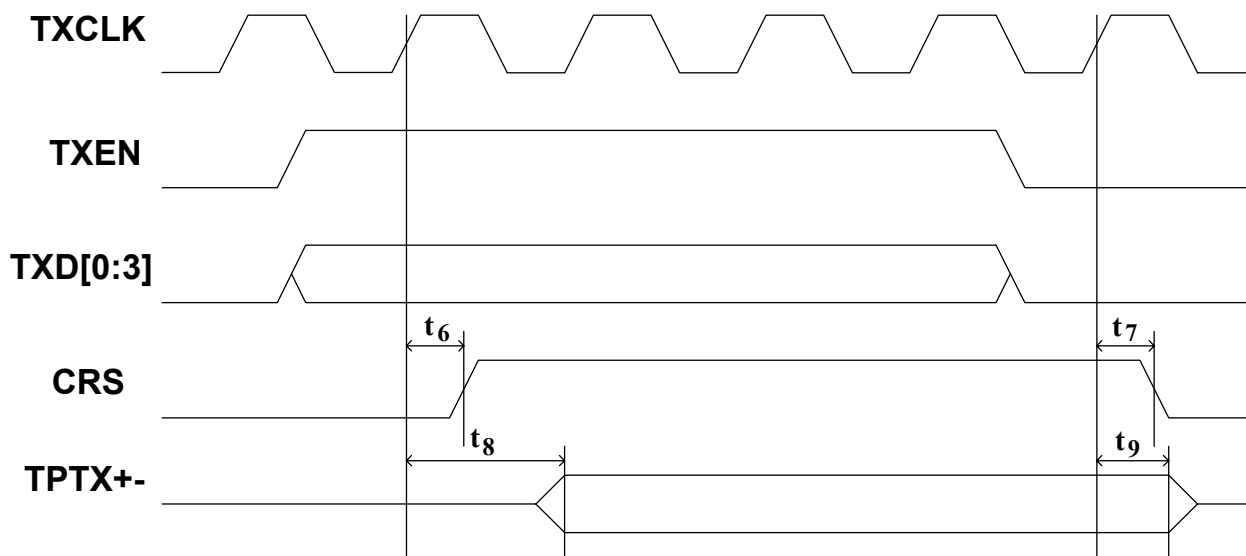 TXCLK
TXEN
TXD[0:3]
t6
t7
CRS
t8
t9
TPTX+-